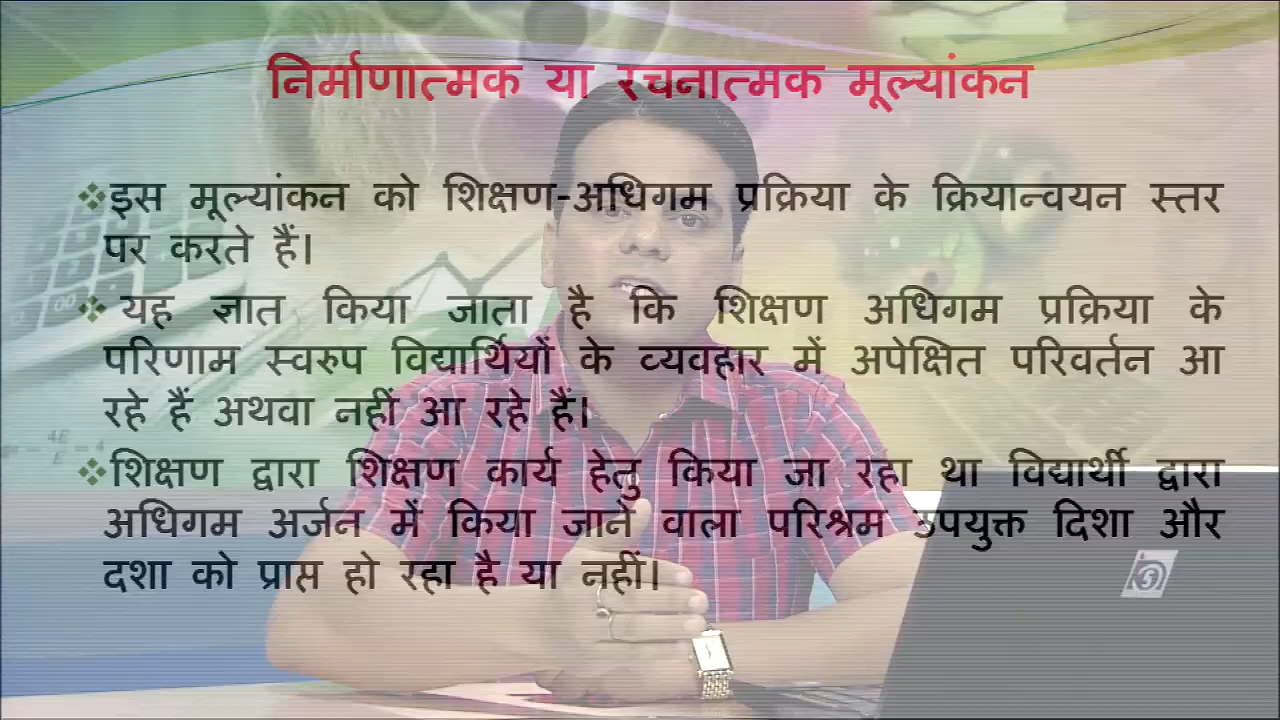 निर्माणात्मक या रचनात्मक मूल्यांकन
इस मूल्यांकन को शिक्षण-अधिगम प्रक्रिया के क्रियान्वयन स्तर
पर करते हैं।
यह ज्ञात किया जाता है कि शिक्षण अधिगम प्रक्रिया के
परिणाम स्वरुप विद्यार्थियों के व्यवहार में अपेक्षित परिवर्तन आ
रहे हैं अथवा नहीं आ रहे हैं।
शिक्षण द्वारा शिक्षण कार्य हेतु किया जा रहा था विद्यार्थी द्वारा
अधिगम अर्जन में किया जाने वाला परिश्रम उपयुक्त दिशा और
दशा को प्राप्त हो रहा है या नहीं।